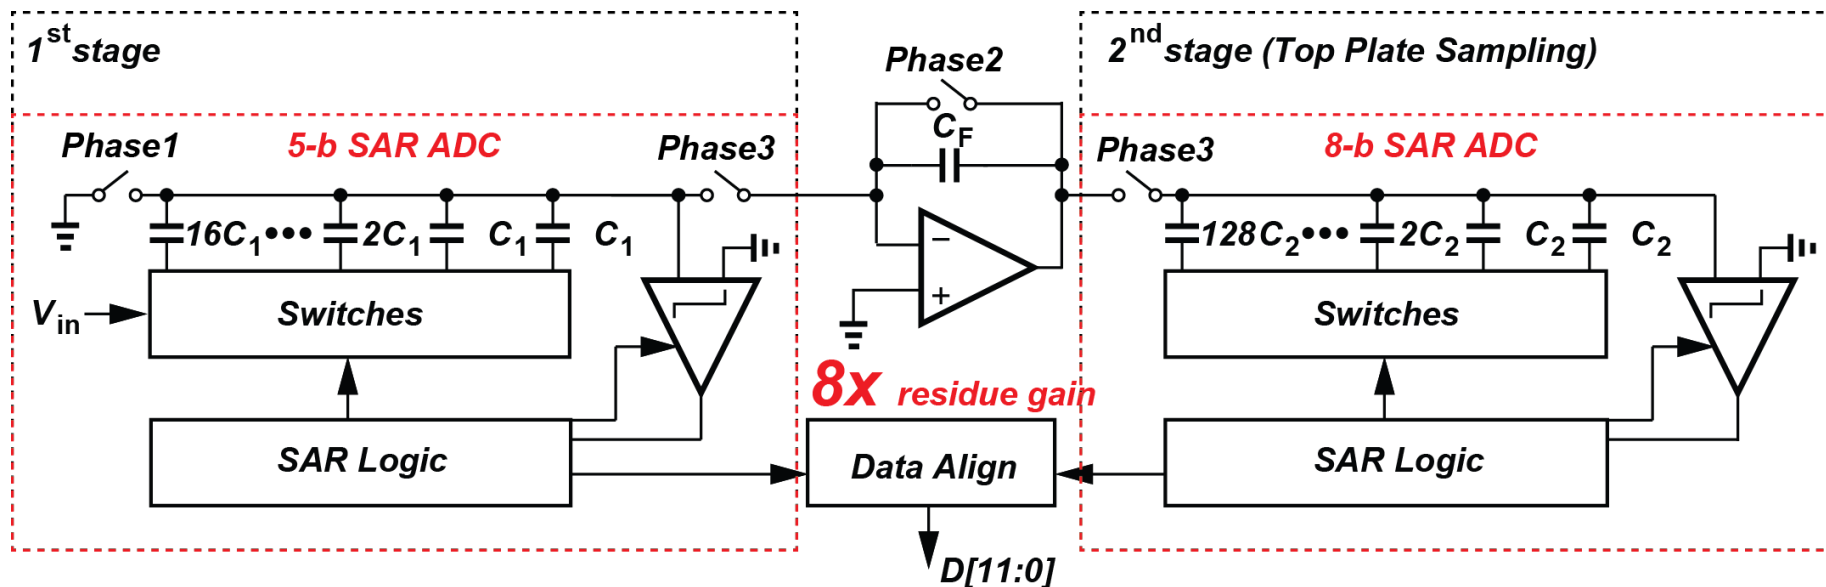 1st stage
2nd stage (Top Plate Sampling)
Phase2
Phase1
5-b SAR ADC
Phase3
CF
Phase3
8-b SAR ADC
16C1 ••• 2C1 C1 C1
128C2 ••• 2C2 C2 C2
Vin
Switches
−
+
Switches
8x residue gain
SAR Logic
Data Align
SAR Logic
D[11:0]